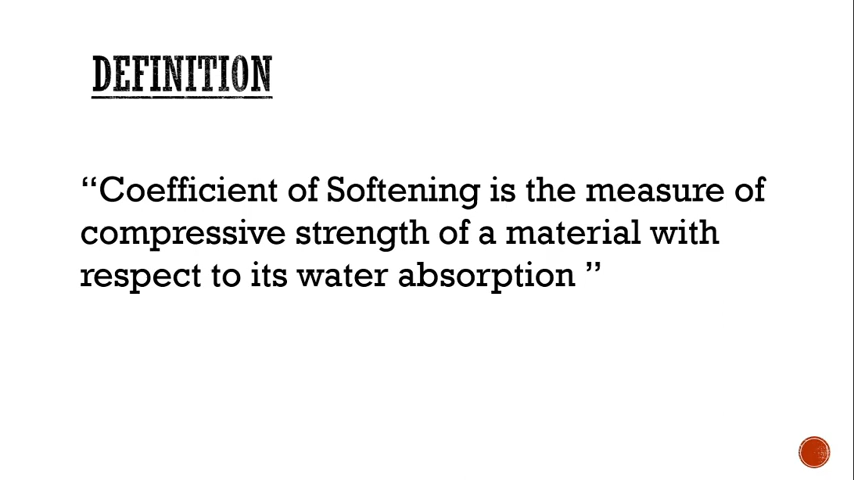 DEFINITION
“Coefficient of Softening is the measure of
compressive strength of a material with
respect to its water absorption ”